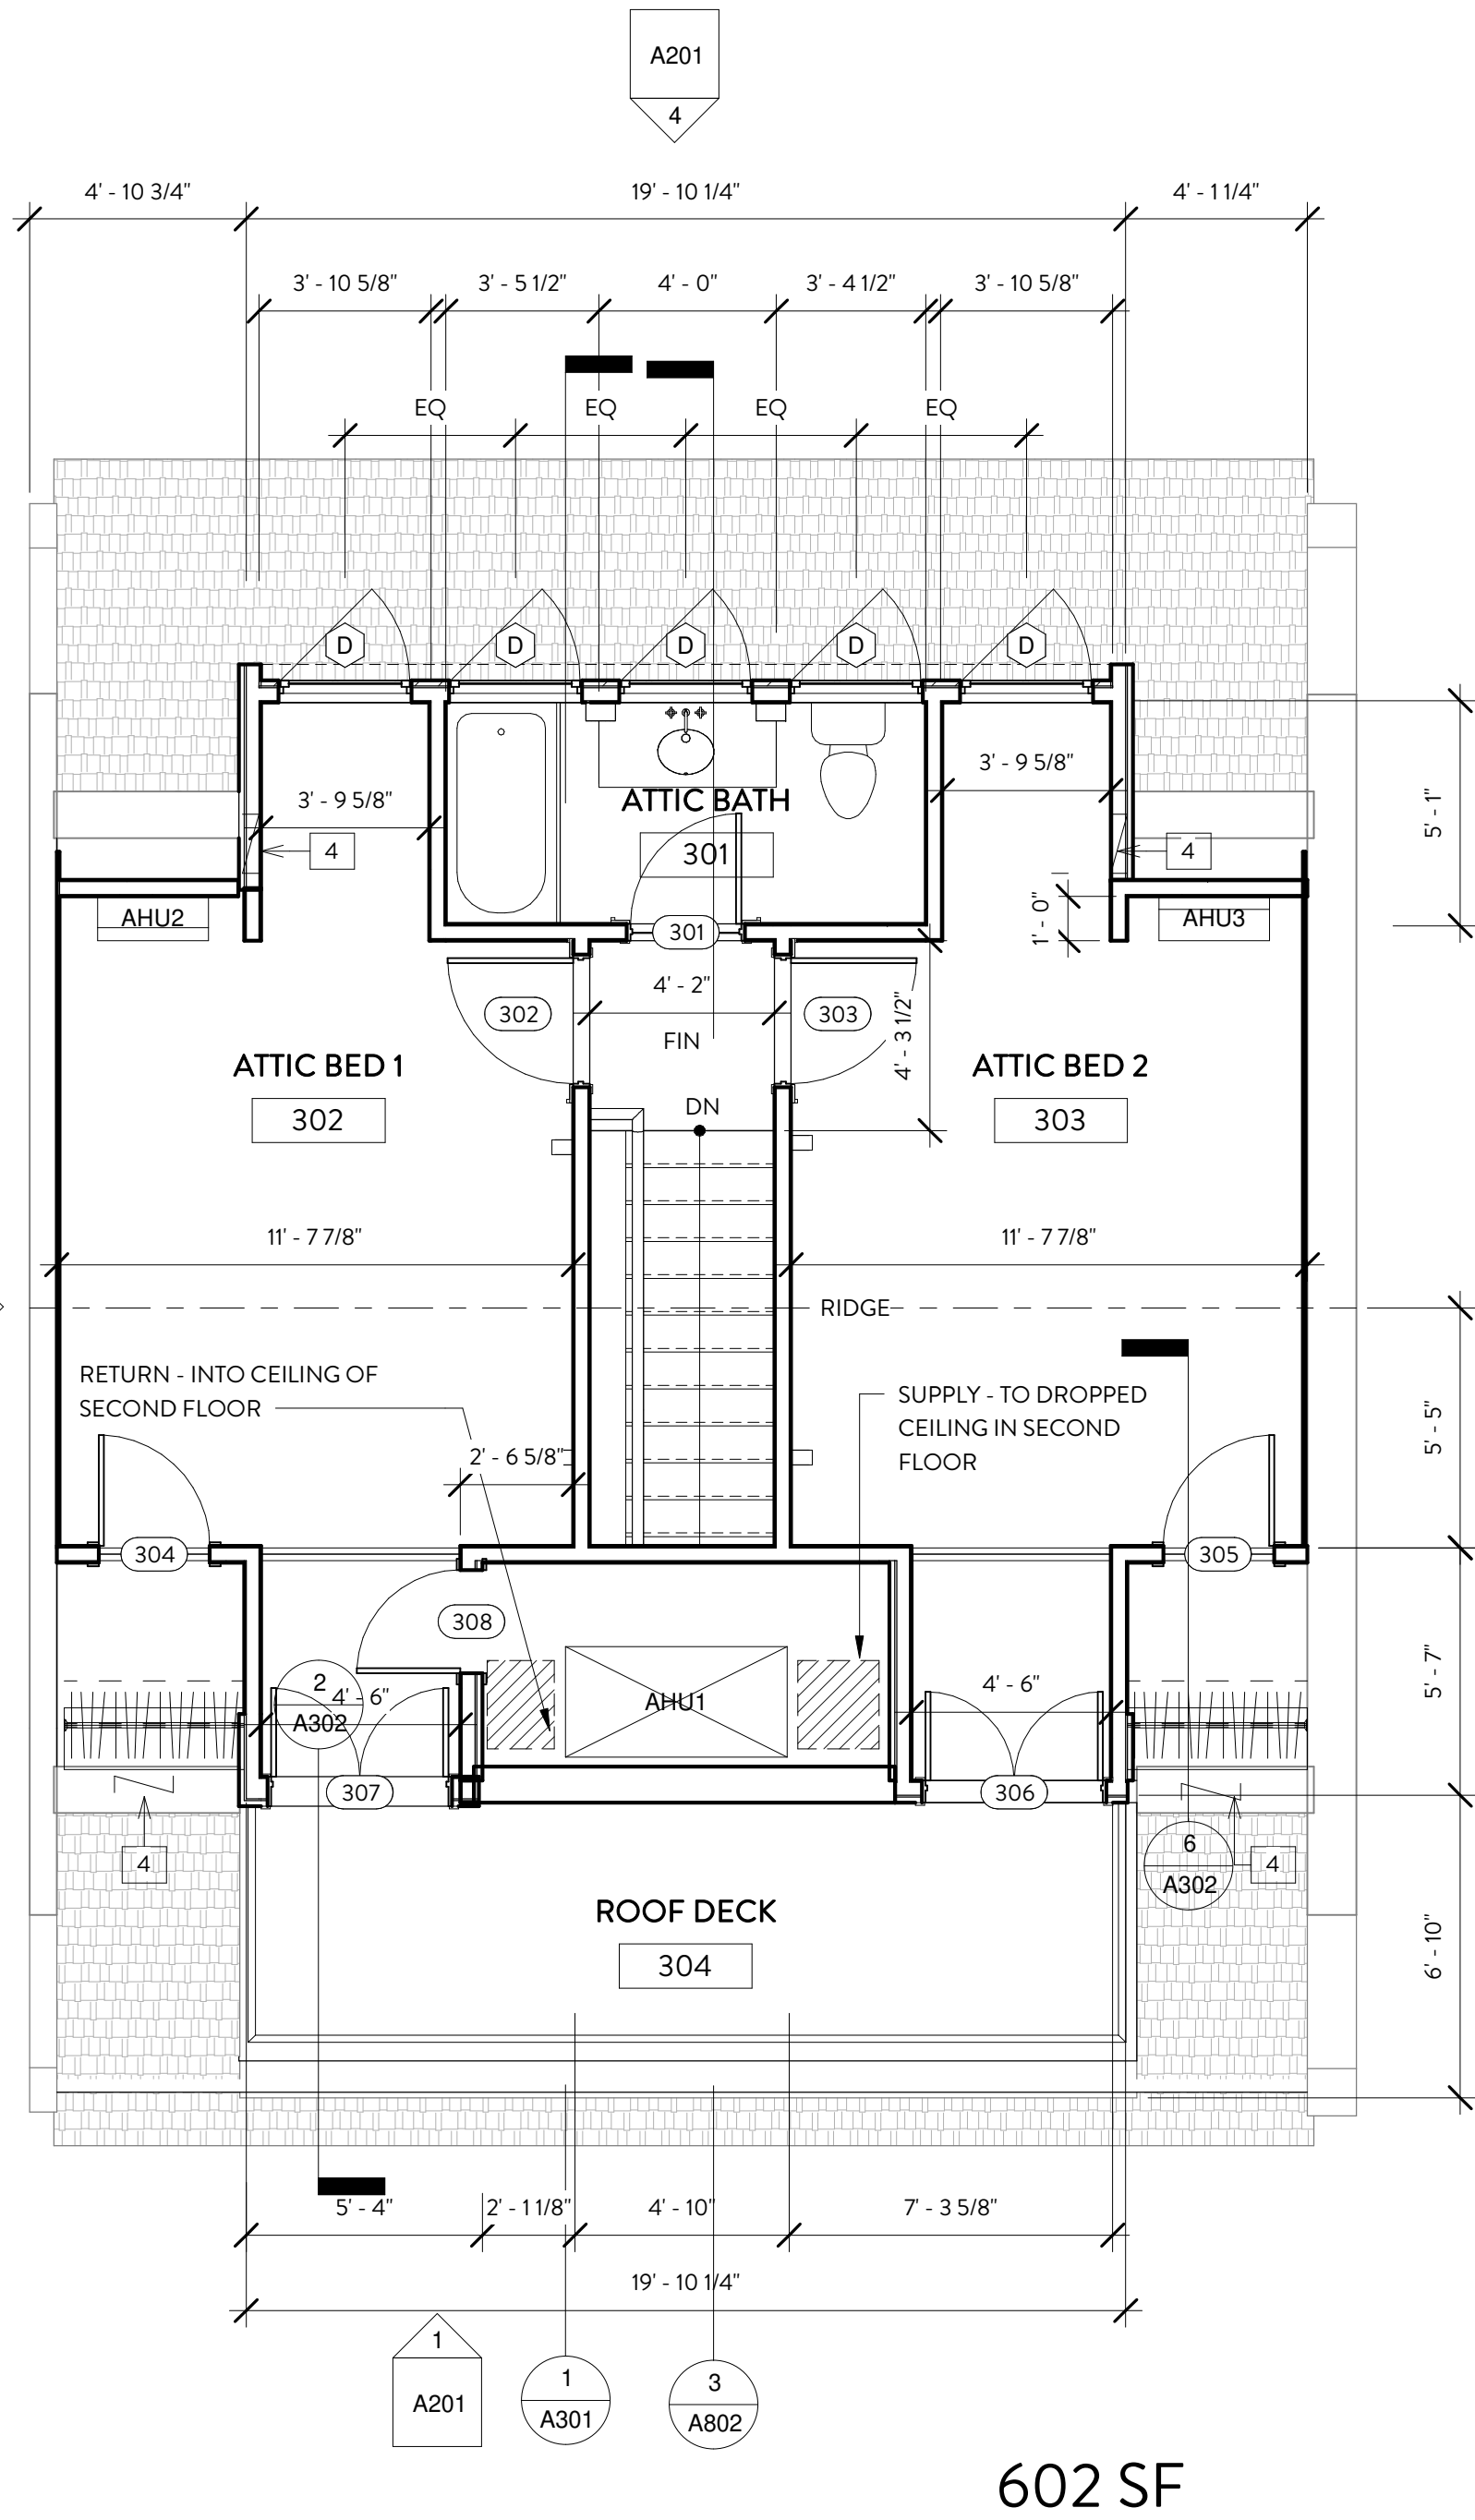 A201
4
4' - 10 3/4"
19' - 10 1/4"
4' - 1 1/4"
3' - 10 5/8"
3' - 5 1/2"
4' - 0"
3' - 4 1/2"
3' - 10 5/8"
EQ
EQ
EQ
EQ
D
D
D
D
D
3' - 9 5/8"
3' - 9 5/8"
ATTIC BATH
301
4
4
5' - 1"
AHU2
AHU3
1' - 0"
301
302
4' - 2"
303
FIN
4' - 3 1/2"
ATTIC BED 1
302
ATTIC BED 2
303
DN
11' - 7 7/8"
11' - 7 7/8"
RIDGE
RETURN - INTO CEILING OF
SECOND FLOOR
SUPPLY - TO DROPPED
CEILING IN SECOND
FLOOR
5' - 5"
2' - 6 5/8"
304
305
308
2
A302
4' - 6"
AHU1
4' - 6"
5' - 7"
307
306
4
6
A302
4
ROOF DECK
304
6' - 10"
5' - 4"
2' - 1 1/8"
4' - 10"
7' - 3 5/8"
19' - 10 1/4"
1
A201
1
A301
3
A802
602 SF